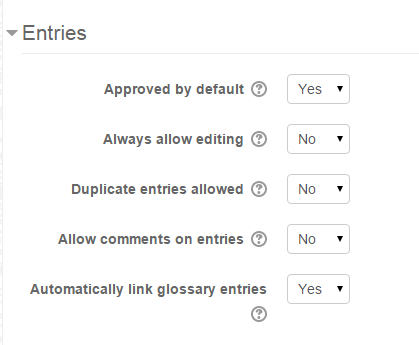 Entries
Approved by default Yes
Always allow editing No
Duplicate entries allowed No
Allow comments on entries No
Automatically link glossary entries Yes